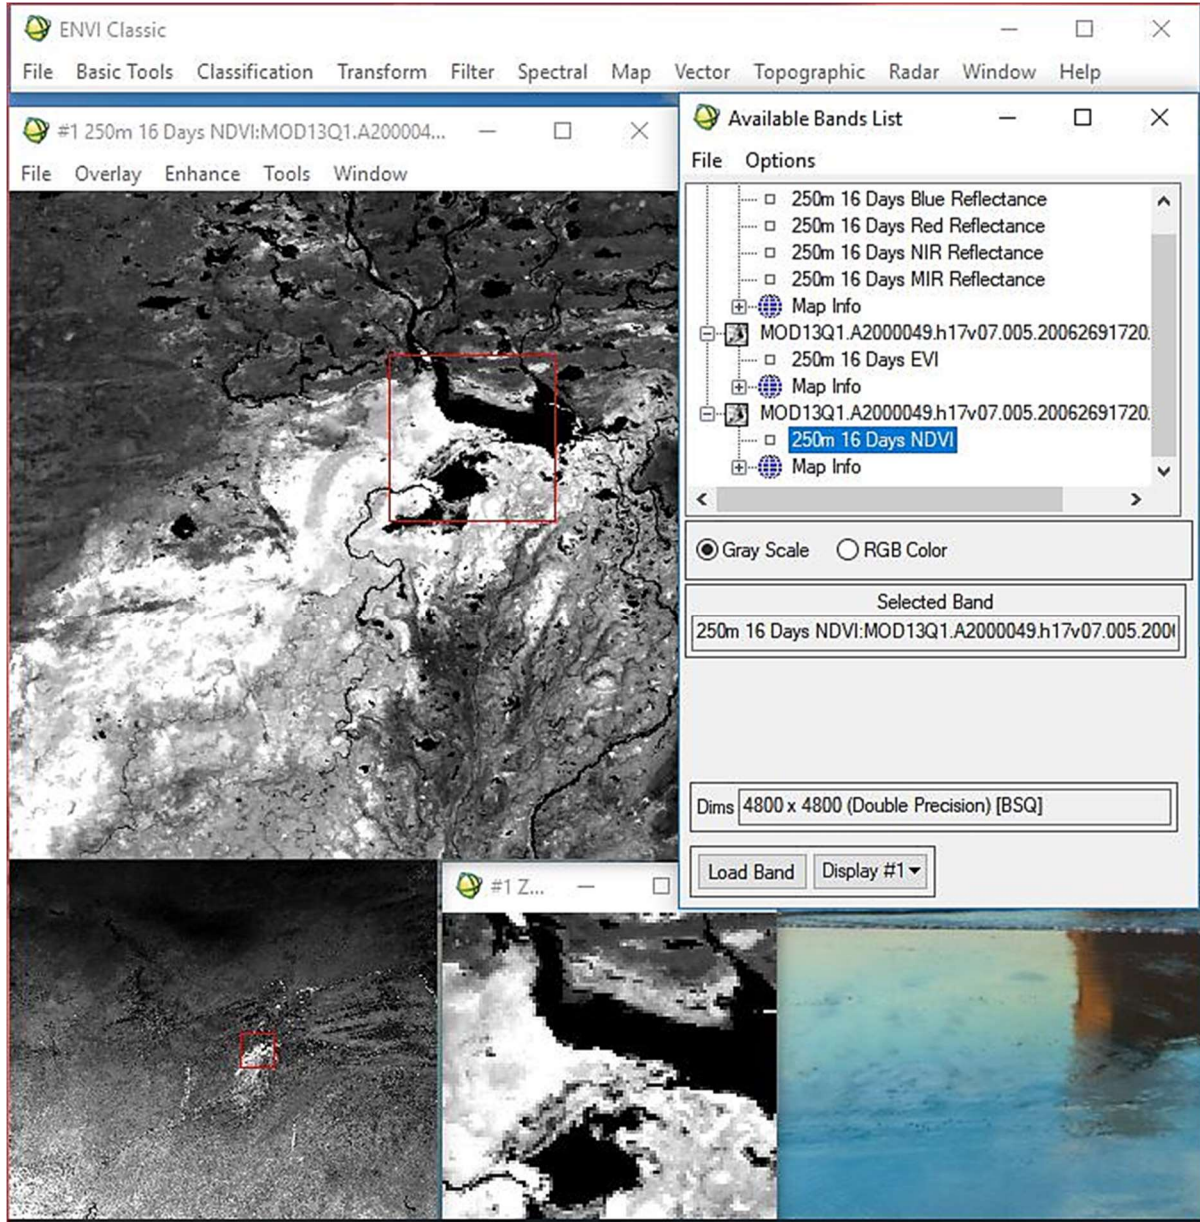 ENVI Classic
File Basic Tools Classification Transform Filter Spectral Map Vector Topographic Radar Window Help
#1 250m 16 Days NDVI:MOD13Q1.A200004...
File Overlay Enhance Tools Window
Available Bands List
File Options
250m 16 Days Blue Reflectance
250m 16 Days Red Reflectance
250m 16 Days NIR Reflectance
250m 16 Days MIR Reflectance
Map Info
MOD13Q1.A2000049.h17v07.005.20062691720.
250m 16 Days EVI
Map Info
MOD13Q1.A2000049.h17v07.005.20062691720.
250m 16 Days NDVI
Map Info
Gray Scale RGB Color
Selected Band
250m 16 Days NDVI:MOD13Q1.A2000049.h17v07.005.200
Dims 4800 x 4800 (Double Precision) [BSQ]
Load Band Display #1
#1 Z...